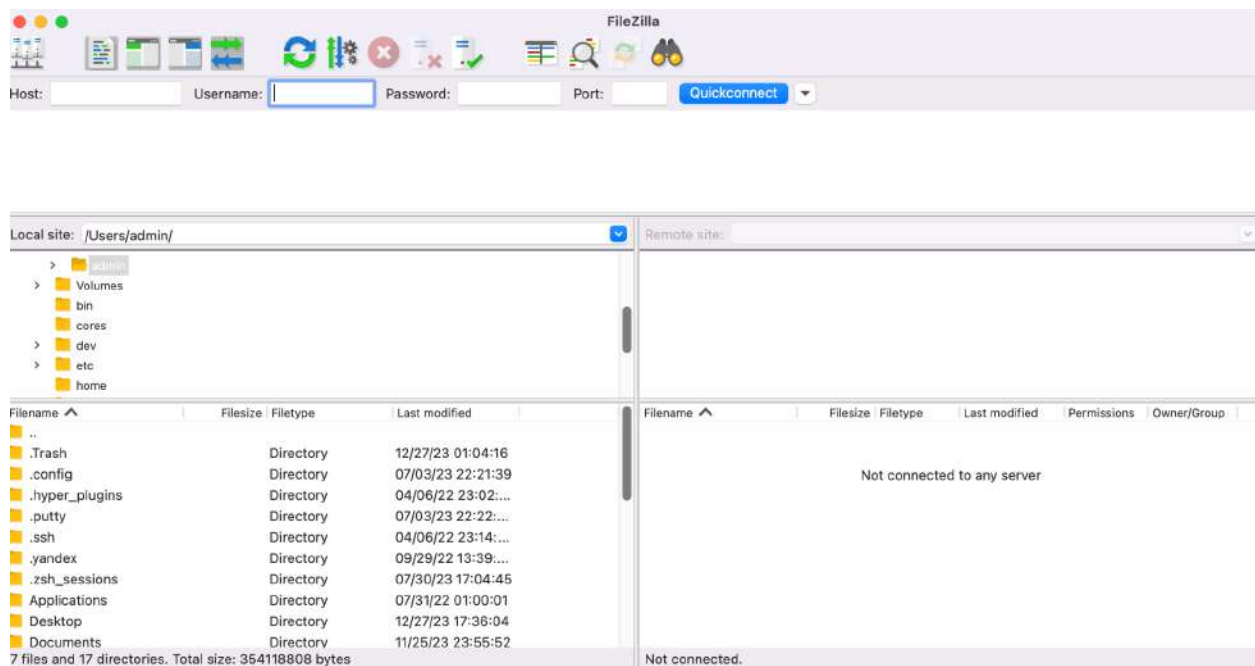 FileZilla
Host: Username: Password: Port: Quickconnect
Local site: /Users/admin/
Remote site:
admin
Volumes
bin
cores
dev
etc
home
Filename Filesize Filetype Last modified
..
.Trash Directory 12/27/23 01:04:16
.config Directory 07/03/23 22:21:39
.hyper_plugins Directory 04/06/22 23:02:...
.putty Directory 07/03/23 22:22:...
.ssh Directory 04/06/22 23:14:...
.yandex Directory 09/29/22 13:39:...
.zsh_sessions Directory 07/30/23 17:04:45
Applications Directory 07/31/22 01:00:01
Desktop Directory 12/27/23 17:36:04
Documents Directory 11/25/23 23:55:52
7 files and 17 directories. Total size: 354118808 bytes
Filename Filesize Filetype Last modified Permissions Owner/Group
Not connected to any server
Not connected.